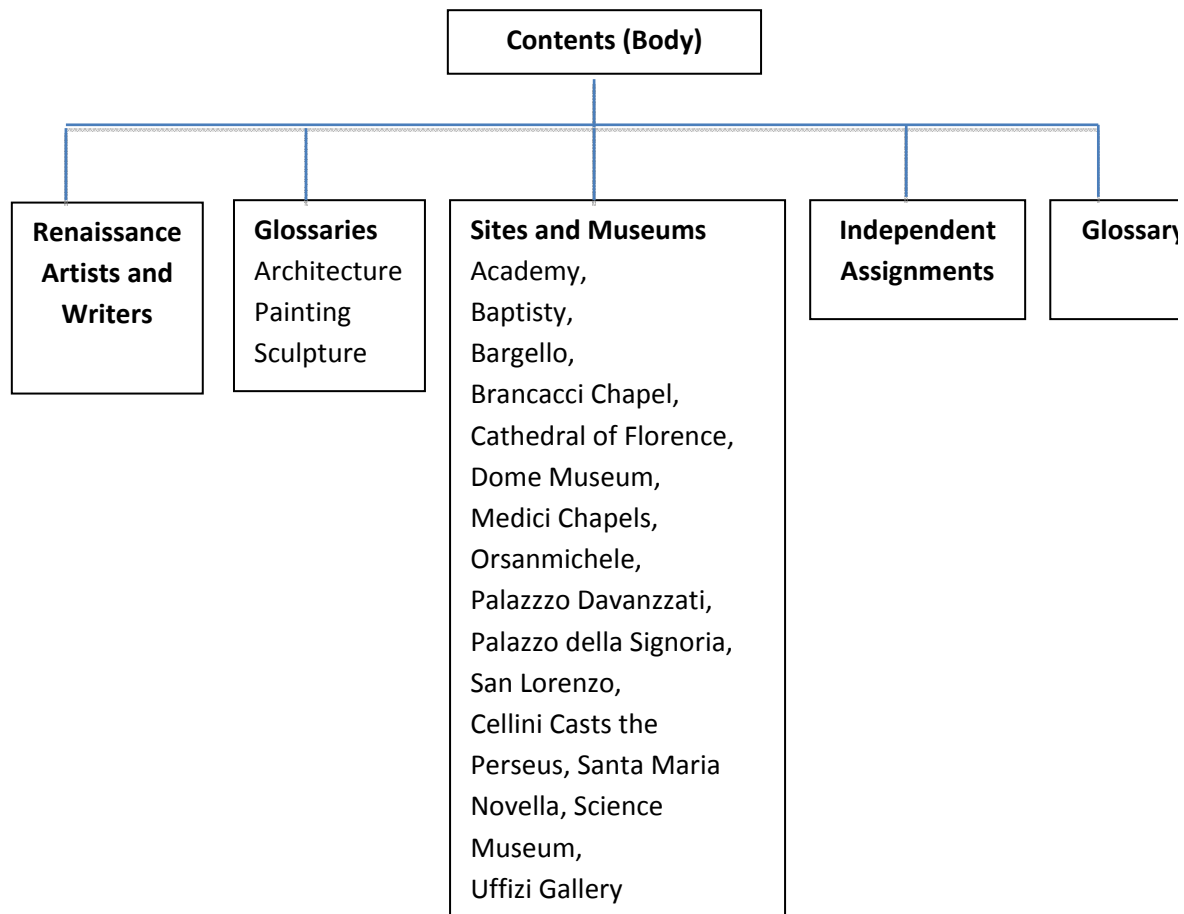 Contents (Body)
Renaissance
Artists and
Writers
Glossaries
Architecture
Painting
Sculpture
Sites and Museums
Academy,
Baptisty,
Bargello,
Brancacci Chapel,
Cathedral of Florence,
Dome Museum,
Medici Chapels,
Orsanmichele,
Palazzzo Davanzzati,
Palazzo della Signoria,
San Lorenzo,
Cellini Casts the
Perseus, Santa Maria
Novella, Science
Museum,
Uffizi Gallery
Independent
Assignments
Glossary